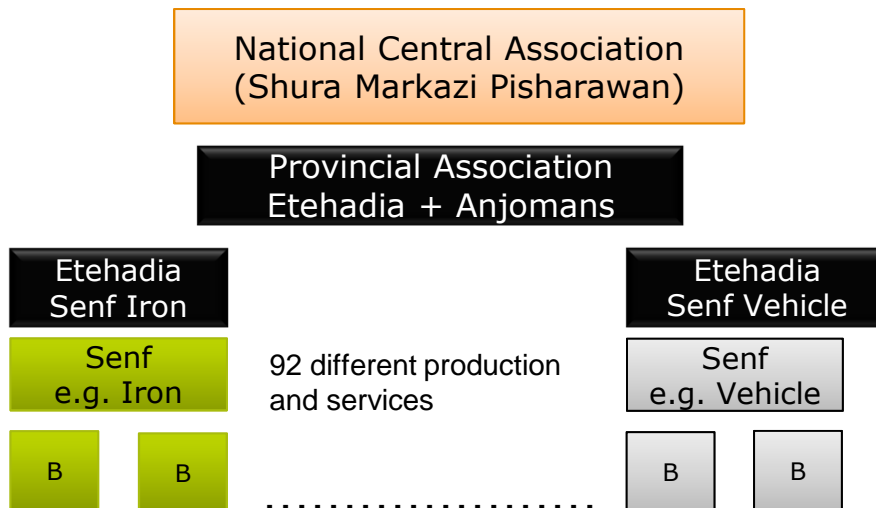 National Central Association
(Shura Markazi Pisharawan)
Provincial Association
Etehadia + Anjomans
Etehadia
Senf Iron
Etehadia
Senf Vehicle
Senf
e.g. Iron
92 different production
and services
Senf
e.g. Vehicle
B
B
B
B